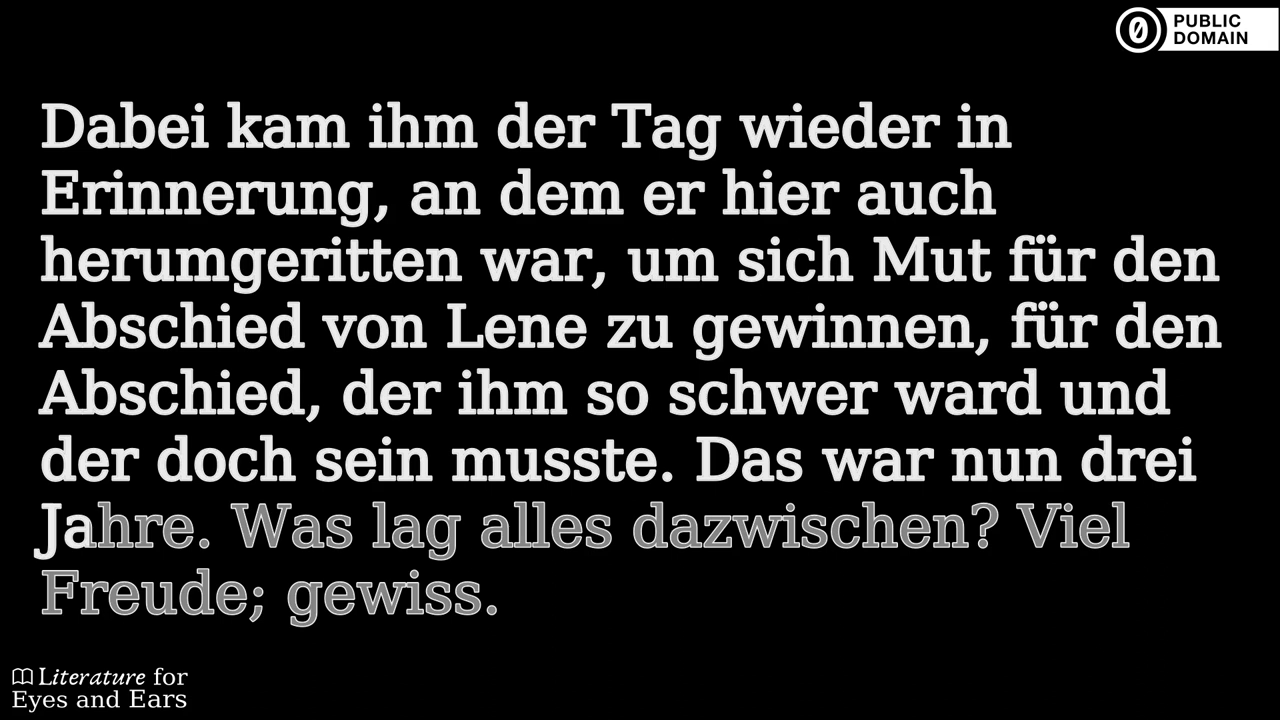 PUBLIC
DOMAIN
Dabei kam ihm der Tag wieder in
Erinnerung, an dem er hier auch
herumgeritten war, um sich Mut für den
Abschied von Lene zu gewinnen, für den
Abschied, der ihm so schwer ward und
der doch sein musste. Das war nun drei
Jahre. Was lag alles dazwischen? Viel
Freude; gewiss.
Literature for
Eyes and Ears